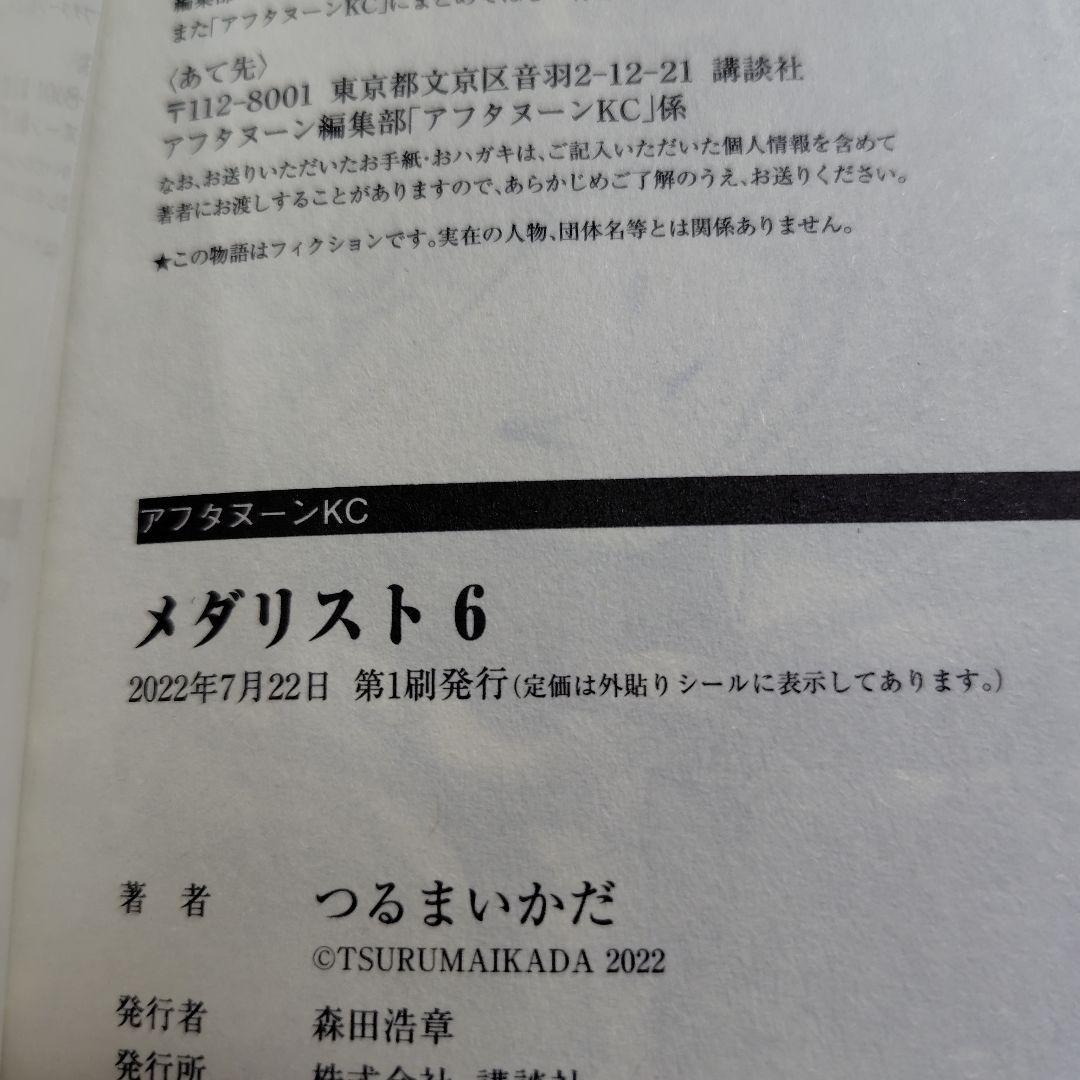 また「アフタヌーンKC」にまとめて
〈あて先〉
〒112-8001 東京都文京区音羽2-12-21 講談社
アフタヌーン編集部「アフタヌーンKC」係
なお、お送りいただいたお手紙・おハガキは、ご記入いただいた個人情報を含めて
著者にお渡しすることがありますので、あらかじめご了解のうえ、お送りください。
★この物語はフィクションです。実在の人物、団体名等とは関係ありません。
アフタヌーンKC
メダリスト 6
2022年7月22日 第1刷発行(定価は外貼りシールに表示してあります。)
著 者 つるまいかだ
©TSURUMAIKADA 2022
発行者 森田浩章
発行所 株式会社 講談社